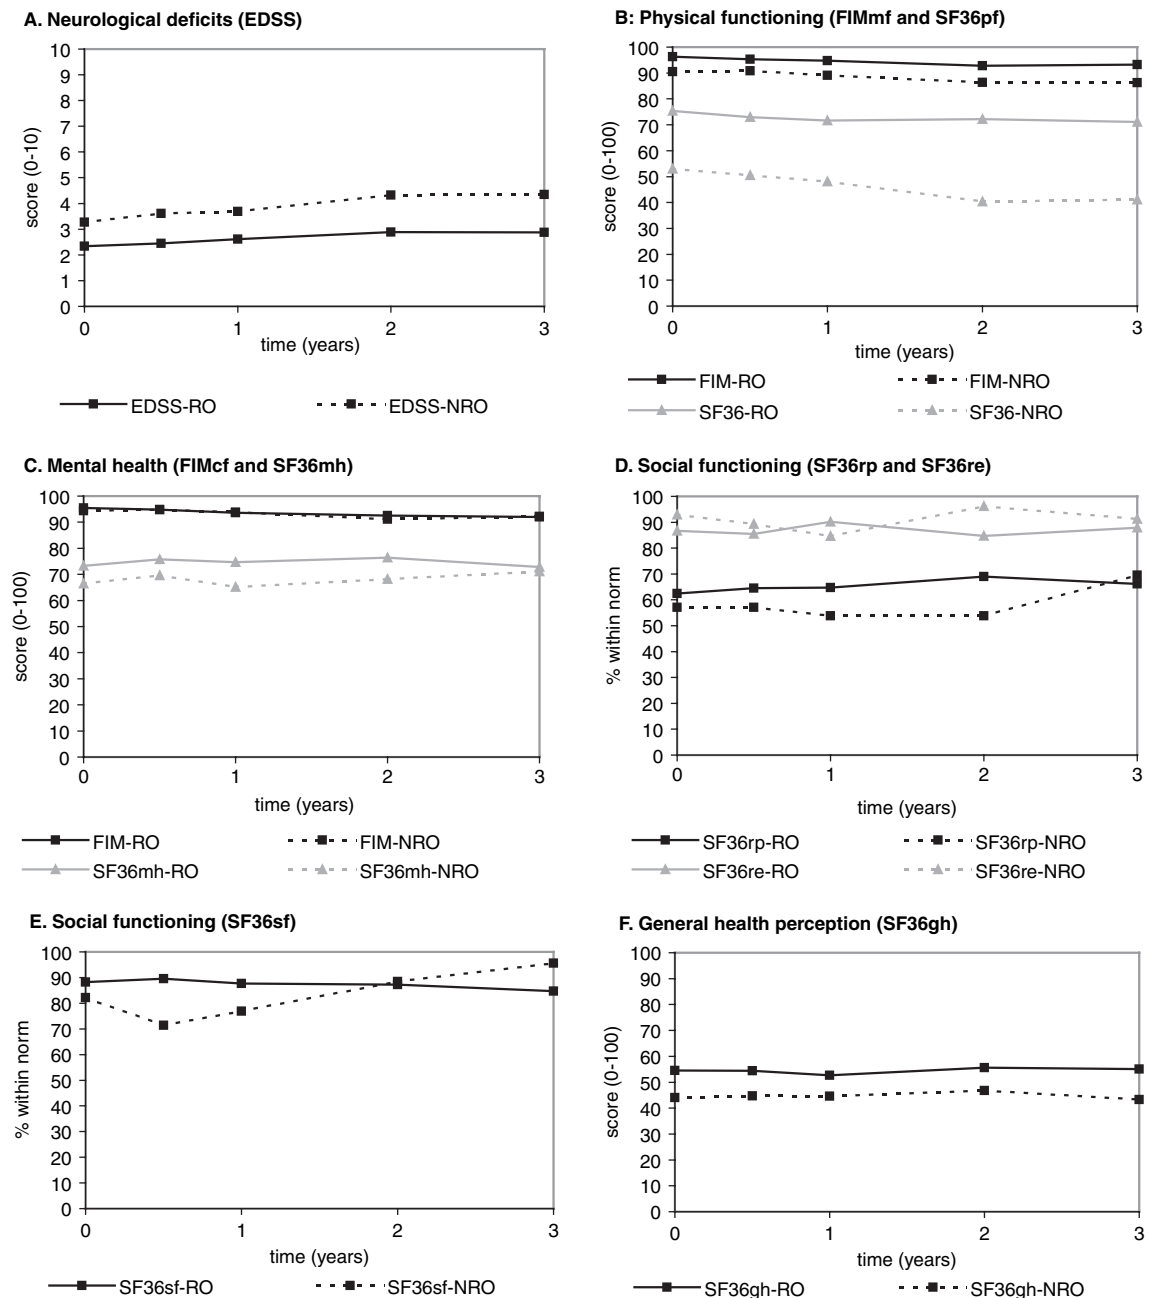 A. Neurological deficits (EDSS)
10
9
8
7
6
5
4
3
2
1
0
score (0-10)
0 1 2 3
time (years)
EDSS-RO EDSS-NRO
B: Physical functioning (FIMmf and SF36pf)
100
90
80
70
60
50
40
30
20
10
0
score (0-100)
0 1 2 3
time (years)
FIM-RO FIM-NRO
SF36-RO SF36-NRO
C. Mental health (FIMcf and SF36mh)
100
90
80
70
60
50
40
30
20
10
0
score (0-100)
0 1 2 3
time (years)
FIM-RO FIM-NRO
SF36mh-RO SF36mh-NRO
D. Social functioning (SF36rp and SF36re)
100
90
80
70
60
50
40
30
20
10
0
% within norm
0 1 2 3
time (years)
SF36rp-RO SF36rp-NRO
SF36re-RO SF36re-NRO
E. Social functioning (SF36sf)
100
90
80
70
60
50
40
30
20
10
0
% within norm
0 1 2 3
time (years)
SF36sf-RO SF36sf-NRO
F. General health perception (SF36gh)
100
90
80
70
60
50
40
30
20
10
0
score (0-100)
0 1 2 3
time (years)
SF36gh-RO SF36gh-NRO